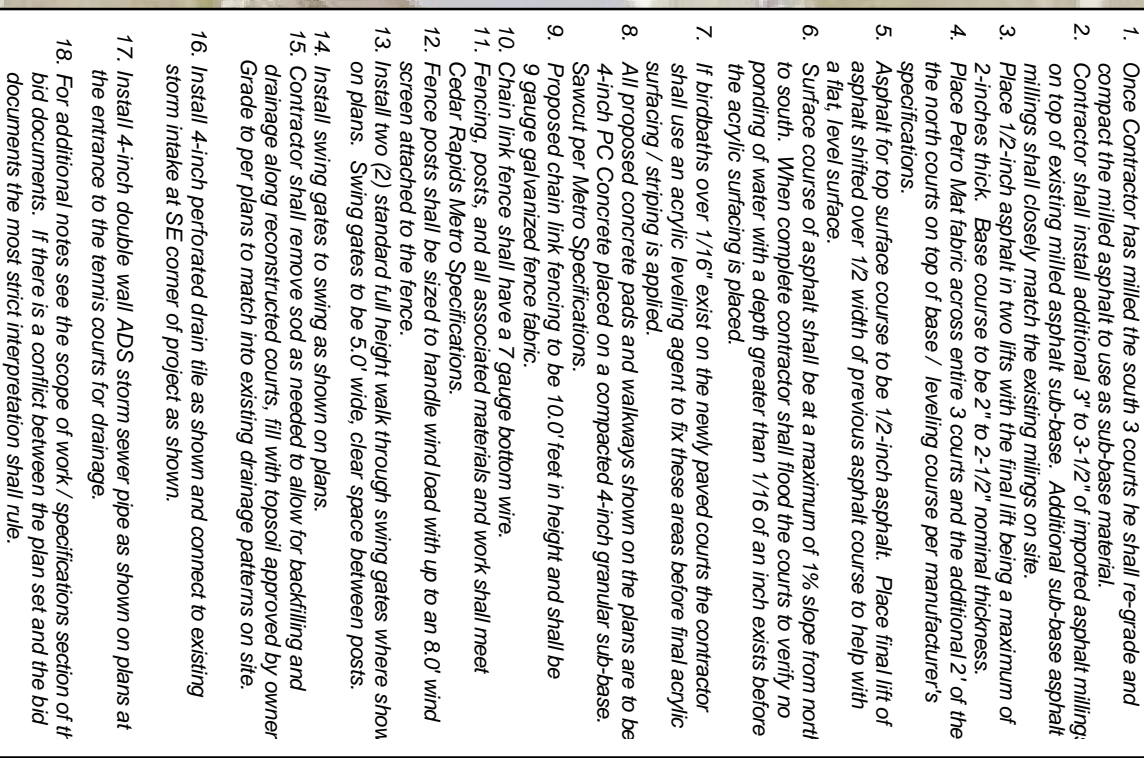 1. Once Contractor has milled the south 3 courts he shall re-grade and
compact the milled asphalt to use as sub-base material.
2. Contractor shall install additional 3" to 3-1/2" of imported asphalt millings
on top of existing milled asphalt sub-base. Additional sub-base asphalt
millings shall closely match the existing milings on site.
3. Place 1/2-inch asphalt in two lifts with the final lift being a maximum of
2-inches thick. Base course to be 2" to 2-1/2" nominal thickness.
4. Place Petro Mat fabric across entire 3 courts and the additional 2' of the
the north courts on top of base / leveling course per manufacturer's
specifications.
5. Asphalt for top surface course to be 1/2-inch asphalt. Place final lift of
asphalt shifted over 1/2 width of previous asphalt course to help with
a flat, level surface.
6. Surface course of asphalt shall be at a maximum of 1% slope from north
to south. When complete contractor shall flood the courts to verify no
ponding of water with a depth greater than 1/16 of an inch exists before
the acrylic surfacing is placed.
7. If birdbaths over 1/16" exist on the newly paved courts the contractor
shall use an acrylic leveling agent to fix these areas before final acrylic
surfacing / striping is applied.
8. All proposed concrete pads and walkways shown on the plans are to be
4-inch PC Concrete placed on a compacted 4-inch granular sub-base.
Sawcut per Metro Specifications.
9. Proposed chain link fencing to be 10.0' feet in height and shall be
9 gauge galvanized fence fabric.
10. Chain link fence shall have a 7 gauge bottom wire.
11. Fencing, posts, and all associated materials and work shall meet
Cedar Rapids Metro Specifications.
12. Fence posts shall be sized to handle wind load with up to an 8.0' wind
screen attached to the fence.
13. Install two (2) standard full height walk through swing gates where show
on plans. Swing gates to be 5.0' wide, clear space between posts.
14. Install swing gates to swing as shown on plans.
15. Contractor shall remove sod as needed to allow for backfilling and
drainage along reconstructed courts, fill with topsoil approved by owner
Grade to per plans to match into existing drainage patterns on site.
16. Install 4-inch perforated drain tile as shown and connect to existing
storm intake at SE corner of project as shown.
17. Install 4-inch double wall ADS storm sewer pipe as shown on plans at
the entrance to the tennis courts for drainage.
18. For additional notes see the scope of work / specifications section of th
bid documents. If there is a conflict between the plan set and the bid
documents the most strict interpretation shall rule.